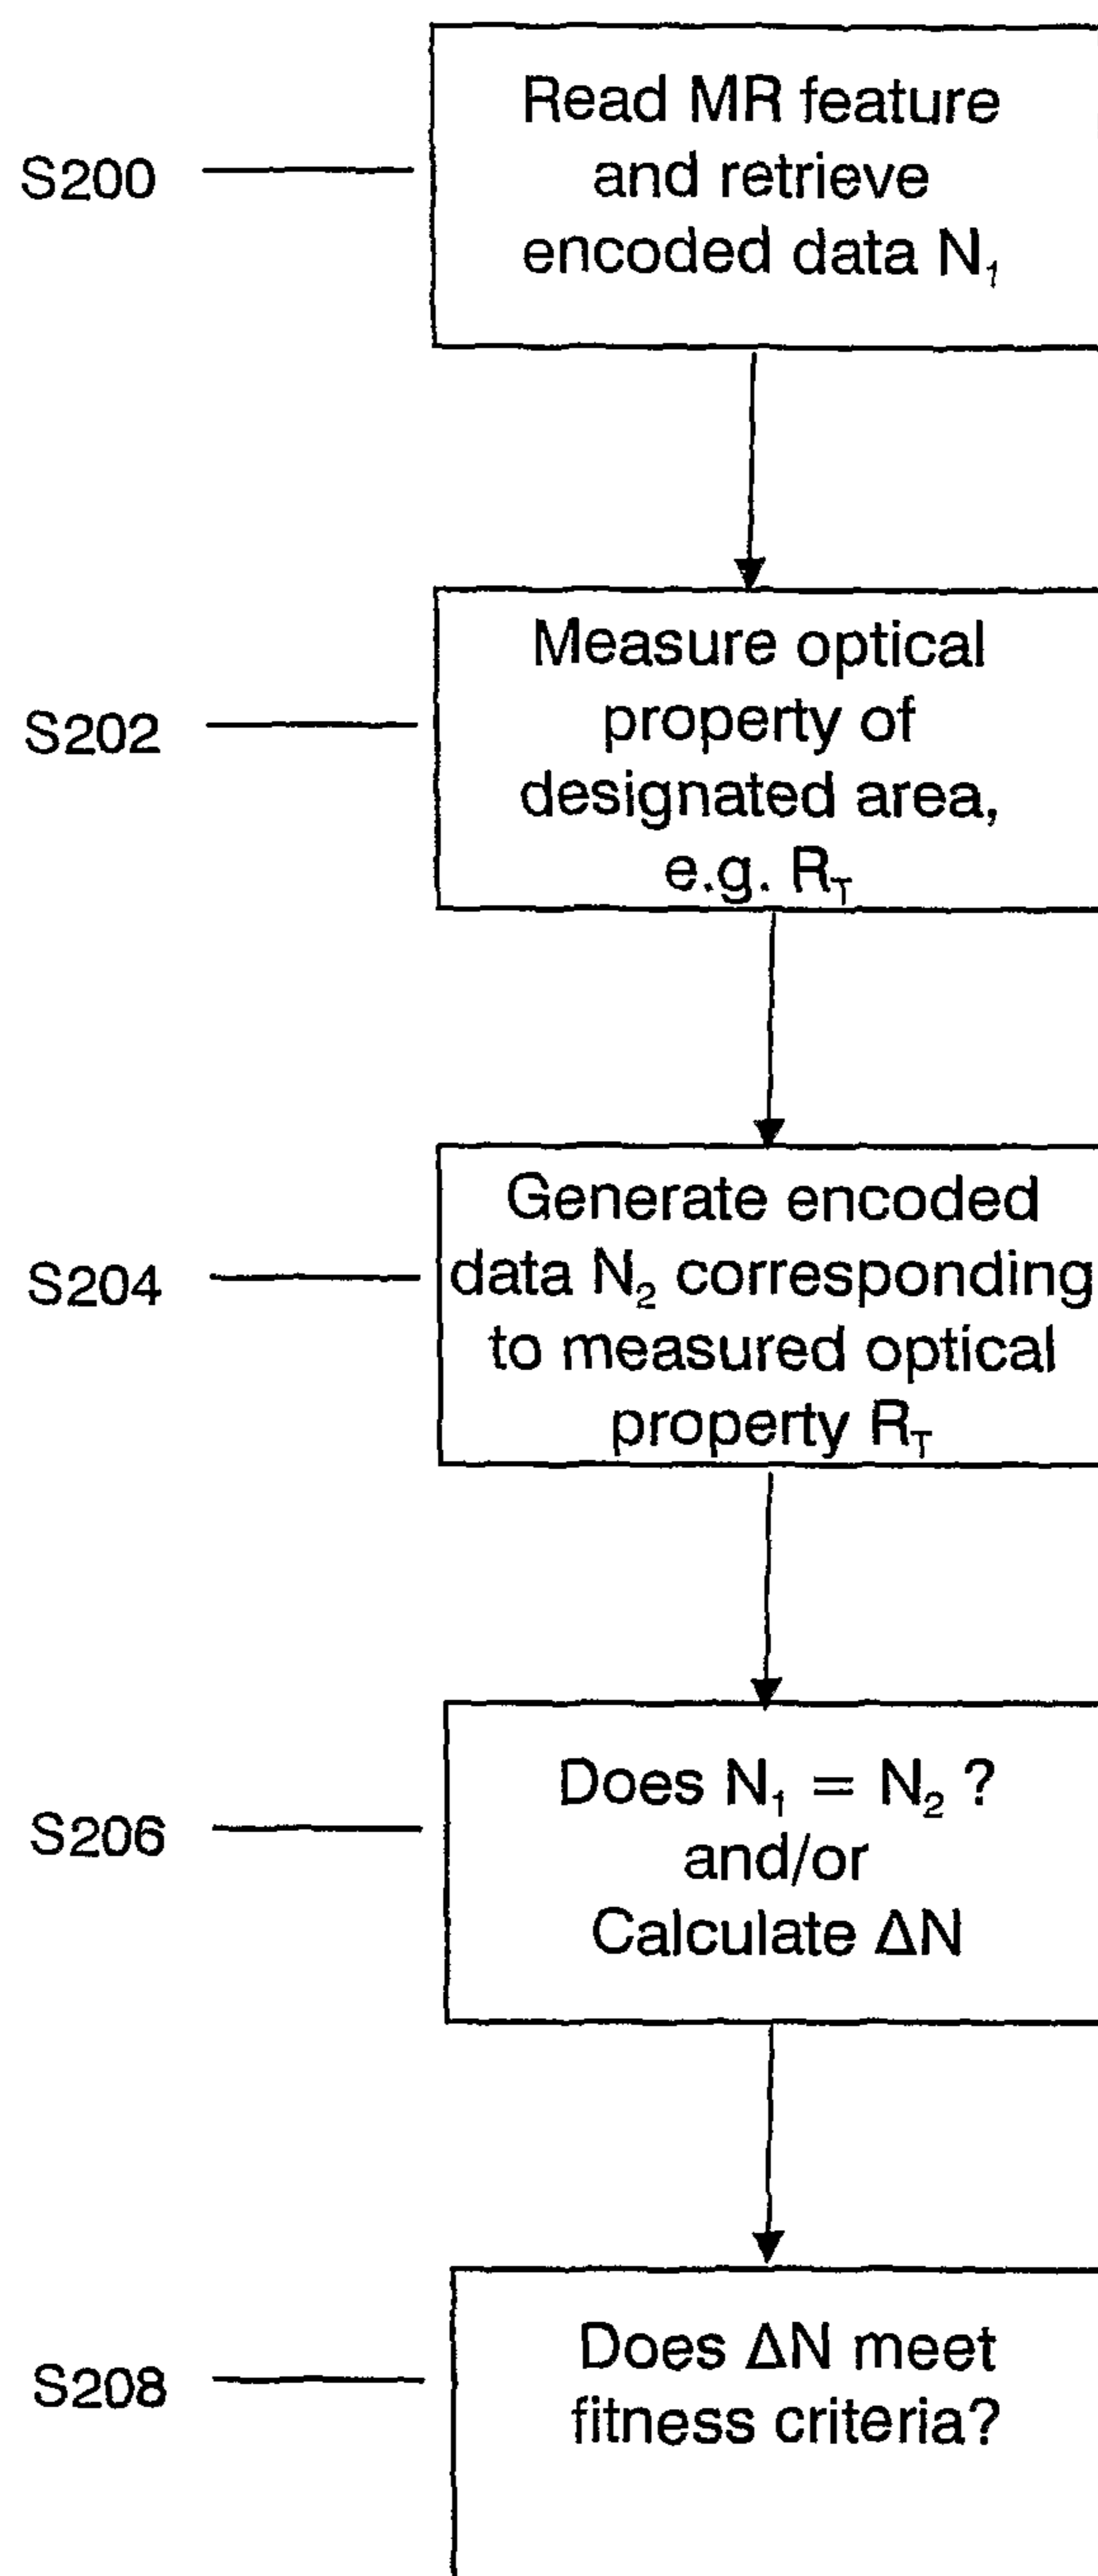 S200
Read MR feature
and retrieve
encoded data N₁
S202
Measure optical
property of
designated area,
e.g. R_T
S204
Generate encoded
data N₂ corresponding
to measured optical
property R_T
S206
Does N₁ = N₂ ?
and/or
Calculate ΔN
S208
Does ΔN meet
fitness criteria?